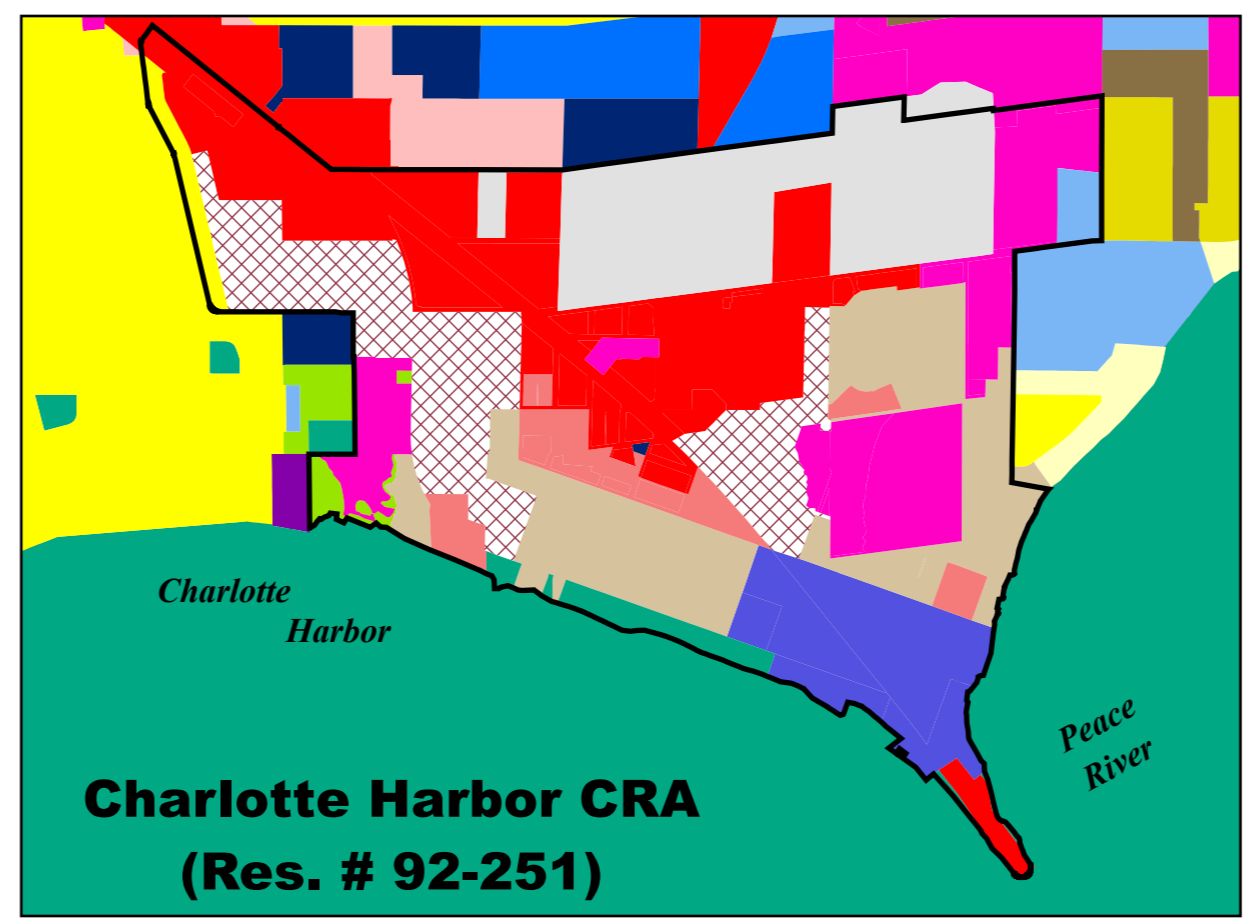 Charlotte
Harbor
Peace
River
Charlotte Harbor CRA
(Res. # 92-251)